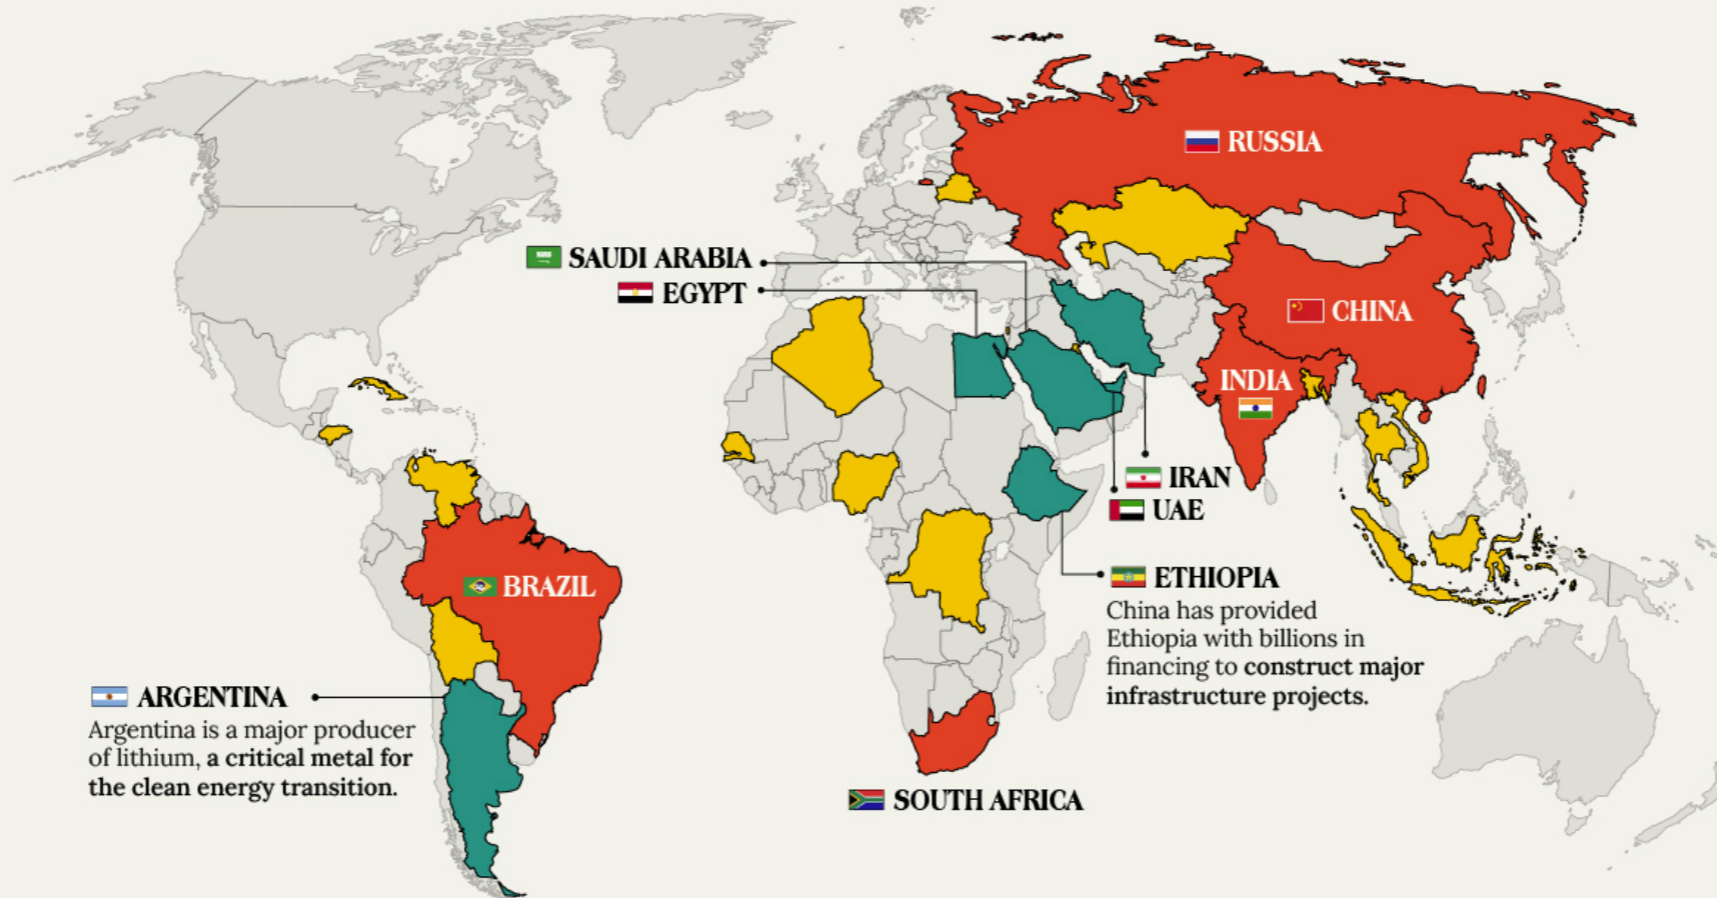 RUSSIA
SAUDI ARABIA
EGYPT
CHINA
INDIA
IRAN
UAE
BRAZIL
ETHIOPIA
China has provided
Ethiopia with billions in
financing to construct major
infrastructure projects.
ARGENTINA
Argentina is a major producer
of lithium, a critical metal for
the clean energy transition.
SOUTH AFRICA